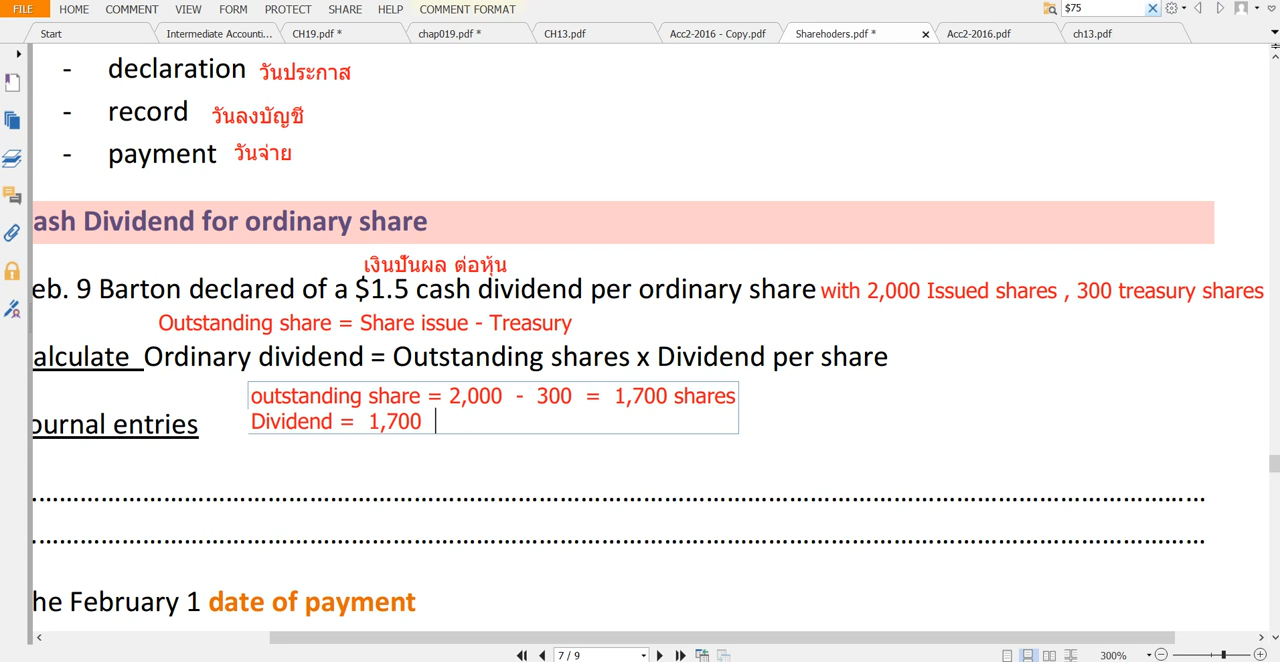 FILE HOME COMMENT VIEW FORM PROTECT SHARE HELP COMMENT FORMAT $75
Start Intermediate Accounti... CH19.pdf * chap019.pdf * CH13.pdf Acc2-2016 - Copy.pdf Sharehoders.pdf * Acc2-2016.pdf ch13.pdf
- declaration วันประกาส
- record วันลงบัญชี
- payment วันจ่าย
ash Dividend for ordinary share
เงินปันผล ต่อหุ้น
eb. 9 Barton declared of a $1.5 cash dividend per ordinary share with 2,000 Issued shares , 300 treasury shares
Outstanding share = Share issue - Treasury
alculate Ordinary dividend = Outstanding shares x Dividend per share
outstanding share = 2,000 - 300 = 1,700 shares
Dividend = 1,700
ournal entries
he February 1 date of payment
7 / 9 300%